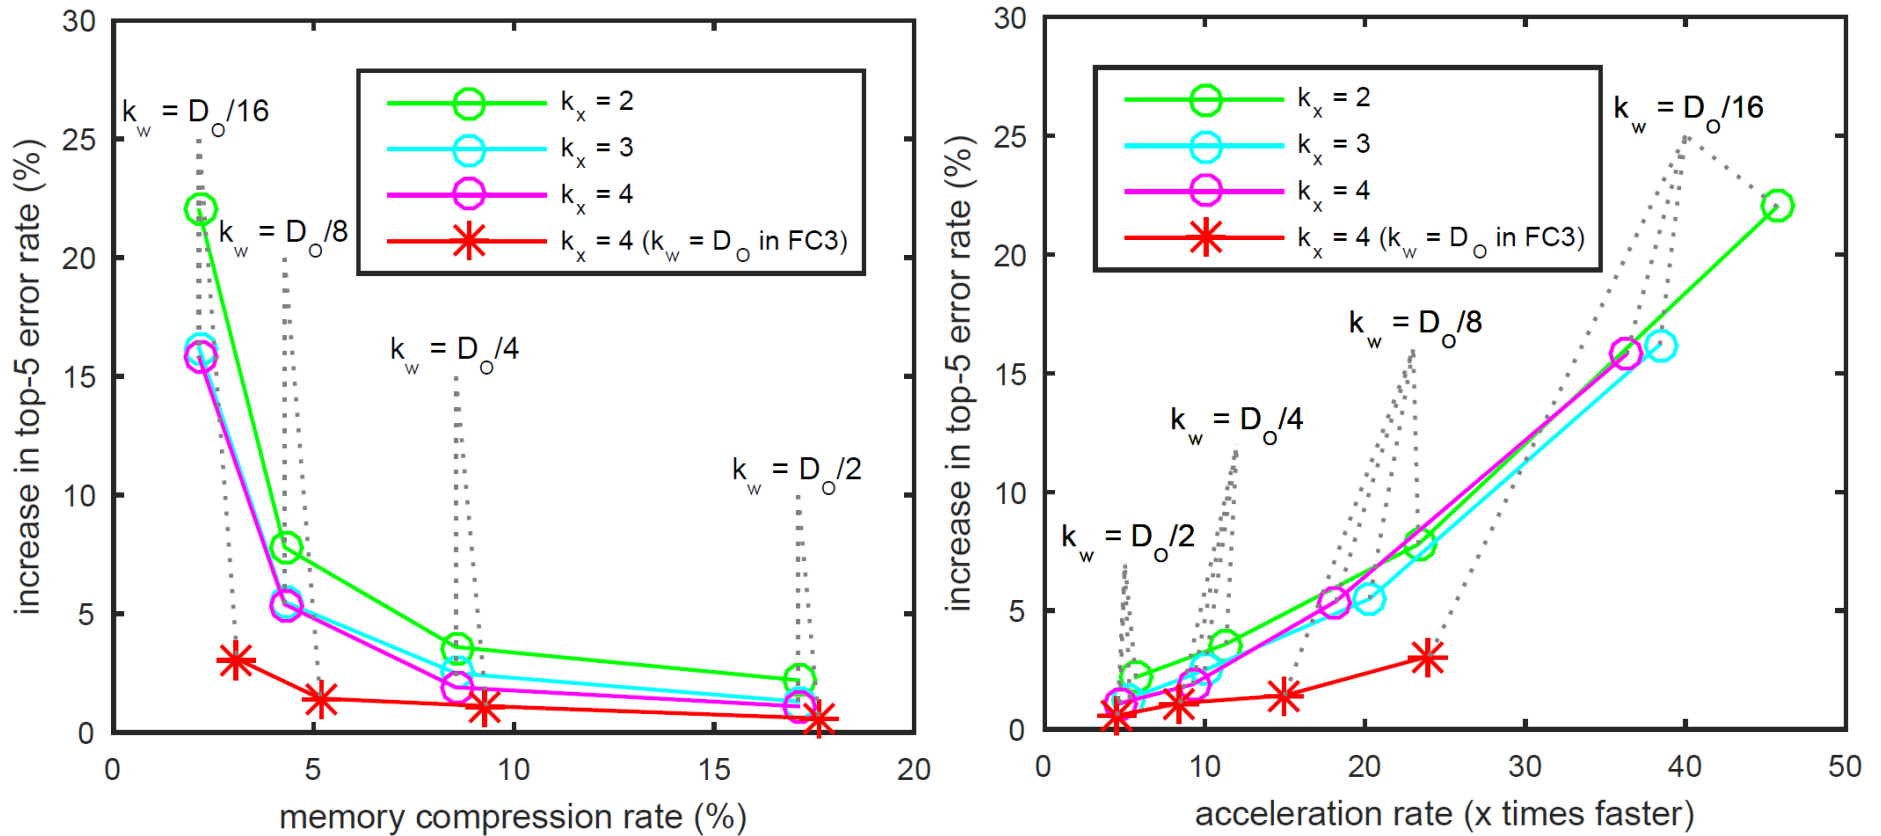 30
25
20
15
10
5
0
increase in top-5 error rate (%)
k_w = D_O/16
k_w = D_O/8
k_w = D_O/4
k_w = D_O/2
k_x = 2
k_x = 3
k_x = 4
k_x = 4 (k_w = D_O in FC3)
0 5 10 15 20
memory compression rate (%)
30
25
20
15
10
5
0
increase in top-5 error rate (%)
k_x = 2
k_x = 3
k_x = 4
k_x = 4 (k_w = D_O in FC3)
k_w = D_O/16
k_w = D_O/8
k_w = D_O/4
k_w = D_O/2
0 10 20 30 40 50
acceleration rate (x times faster)